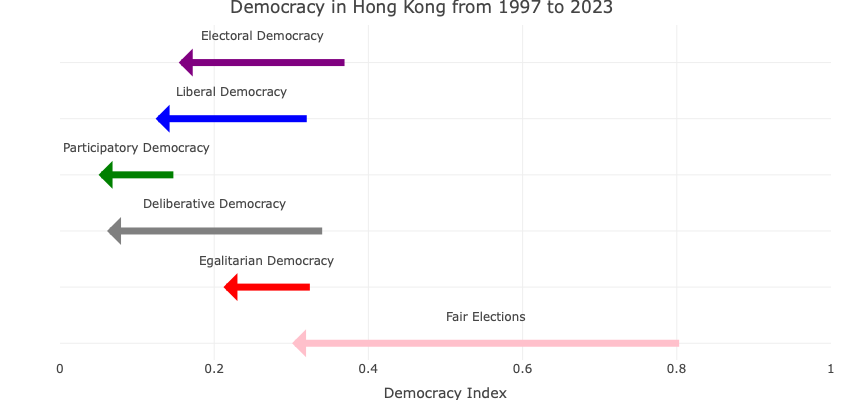 Democracy in Hong Kong from 1997 to 2023
Electoral Democracy
Liberal Democracy
Participatory Democracy
Deliberative Democracy
Egalitarian Democracy
Fair Elections
0 0.2 0.4 0.6 0.8 1
Democracy Index